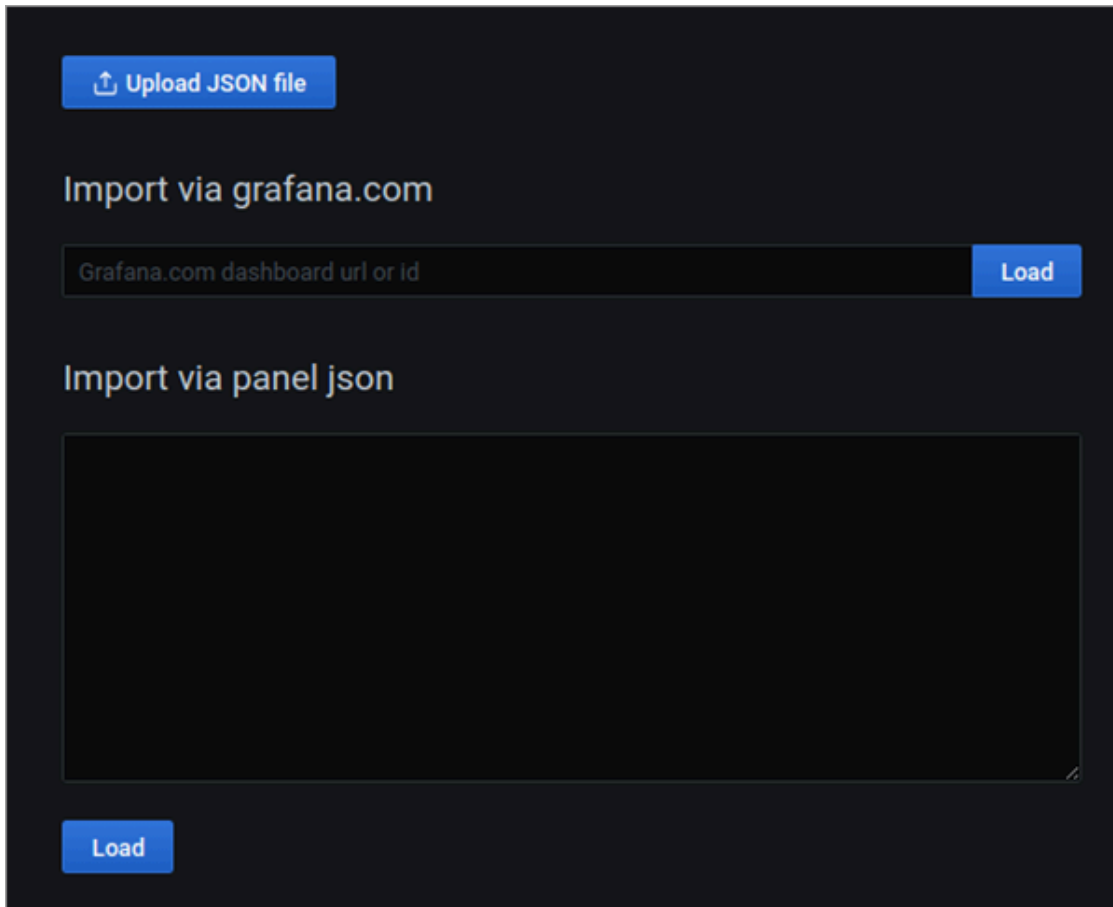 Upload JSON file
Import via grafana.com
Grafana.com dashboard url or id
Load
Import via panel json
Load